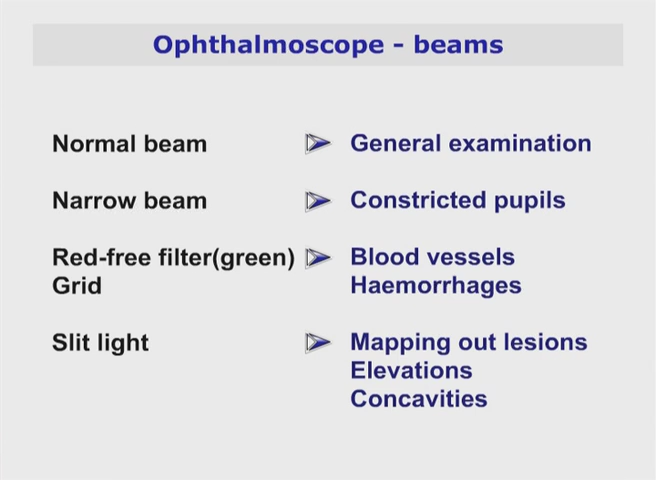 Ophthalmoscope - beams
Normal beam General examination
Narrow beam Constricted pupils
Red-free filter(green) Blood vessels
Grid Haemorrhages
Slit light Mapping out lesions
Elevations
Concavities